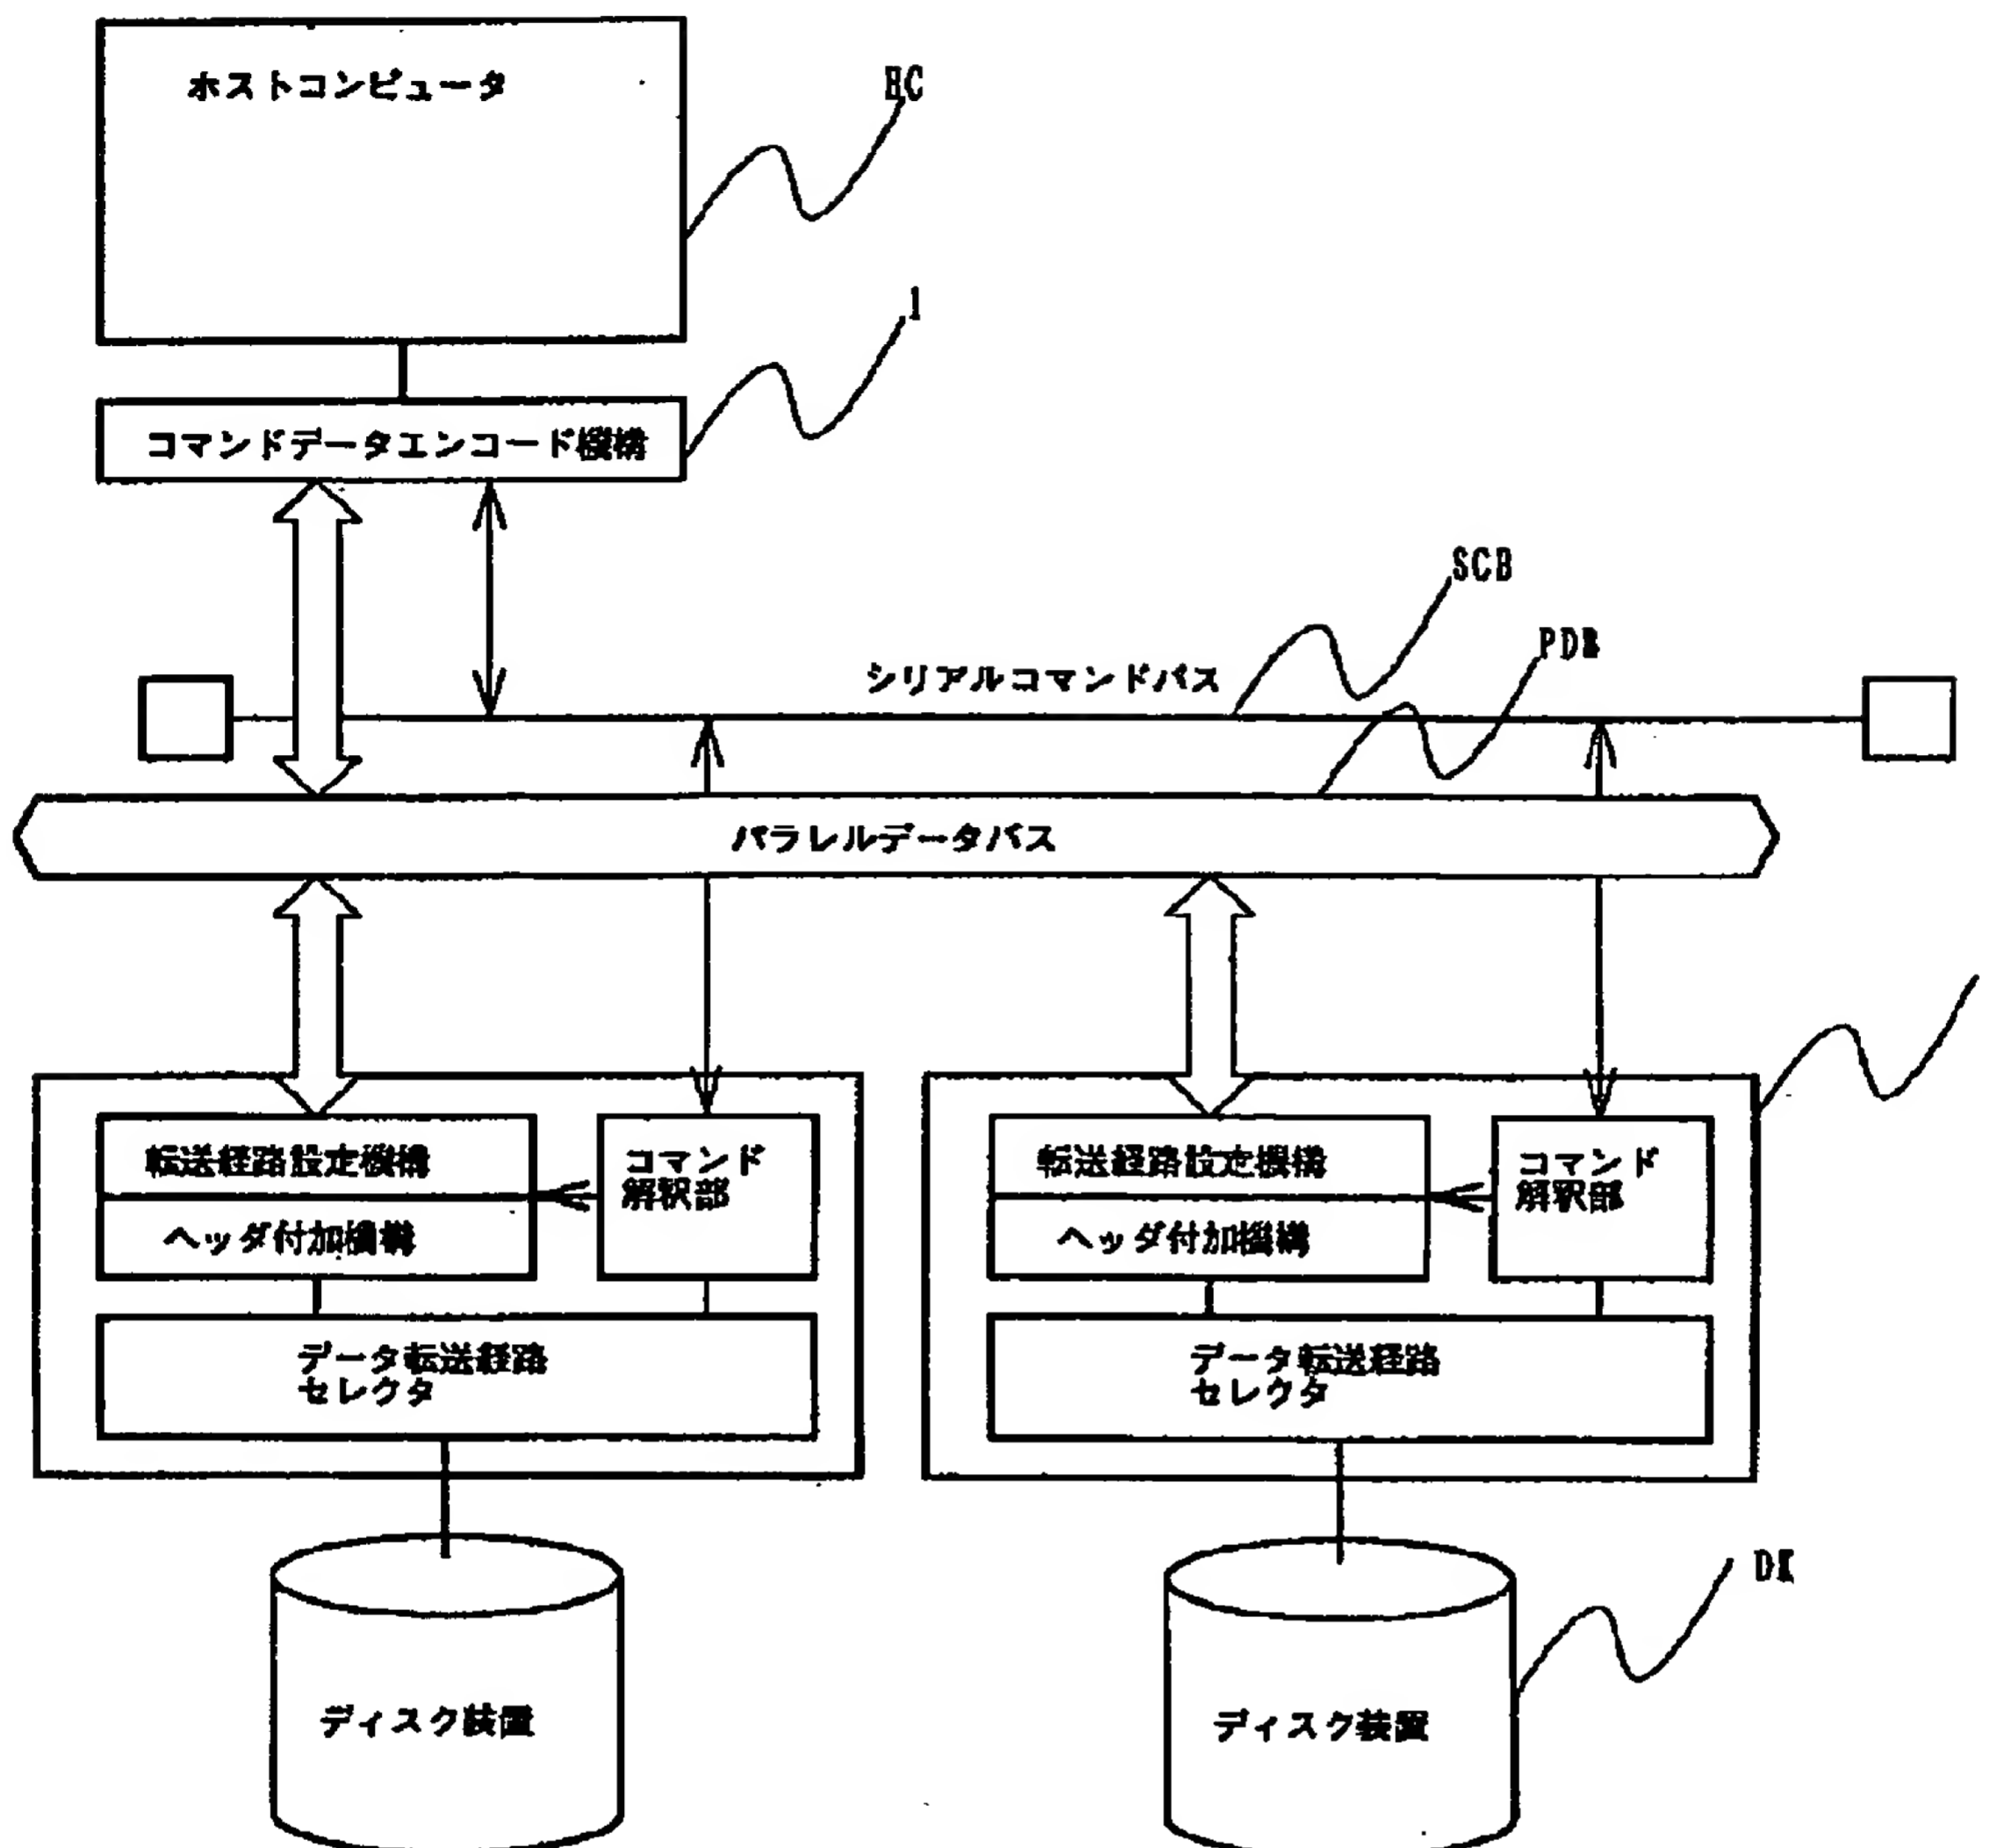 ホストコンピュータ
HC
1
コマンドデータエンコード機構
SCB
PDB
シリアルコマンドバス
パラレルデータバス
転送経路設定機構
コマンド
解釈部
ヘッダ付加機構
データ転送経路
セレクタ
転送経路設定機構
コマンド
解釈部
ヘッダ付加機構
データ転送経路
セレクタ
DK
ディスク装置
ディスク装置